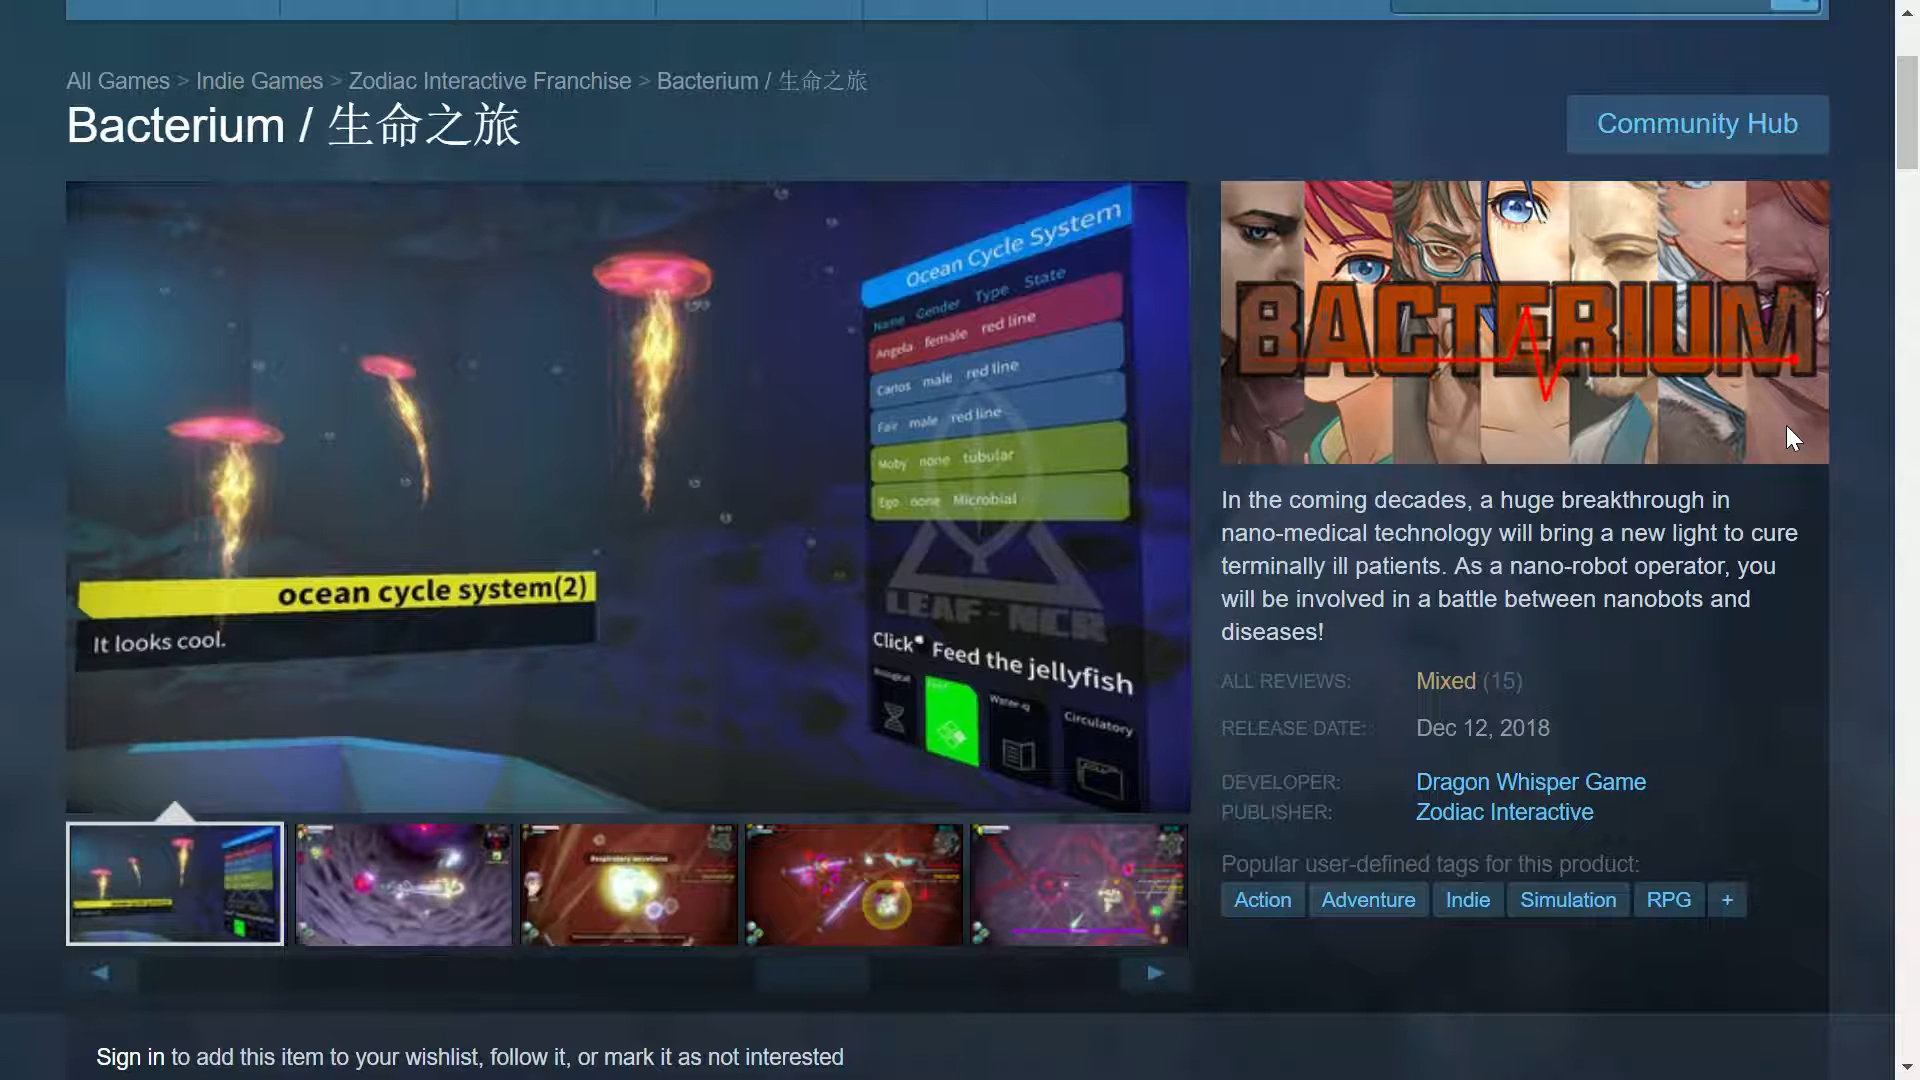 All Games > Indie Games > Zodiac Interactive Franchise > Bacterium / 生命之旅
Bacterium / 生命之旅
Community Hub
Ocean Cycle System
Name Gender Type State
Angela female red line
Carlos male red line
Fair male red line
Moby none tubular
Ego none Microbial
LEAF-NCR
ocean cycle system(2)
It looks cool.
Click Feed the jellyfish
Biological
Circulatory
BACTERIUM
In the coming decades, a huge breakthrough in
nano-medical technology will bring a new light to cure
terminally ill patients. As a nano-robot operator, you
will be involved in a battle between nanobots and
diseases!
ALL REVIEWS: Mixed (15)
RELEASE DATE: Dec 12, 2018
DEVELOPER: Dragon Whisper Game
PUBLISHER: Zodiac Interactive
Popular user-defined tags for this product:
Action Adventure Indie Simulation RPG +
Respiratory secretions
Sign in to add this item to your wishlist, follow it, or mark it as not interested